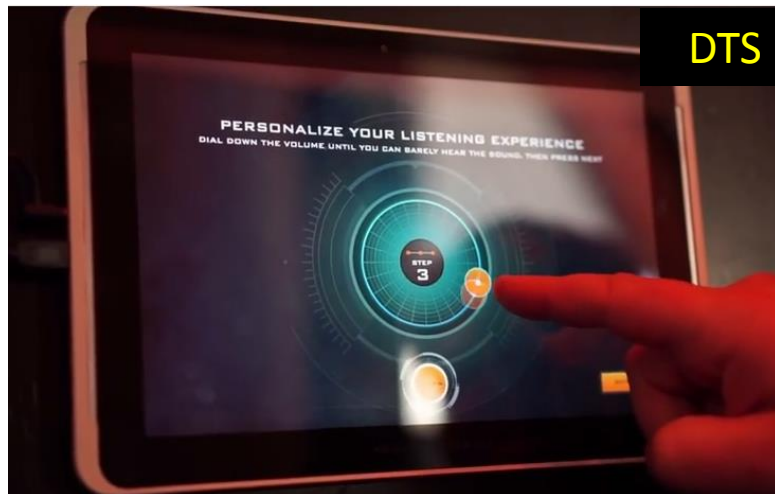 DTS
PERSONALIZE YOUR LISTENING EXPERIENCE
DIAL DOWN THE VOLUME UNTIL YOU CAN BARELY HEAR THE SOUND. THEN PRESS NEXT
STEP
3